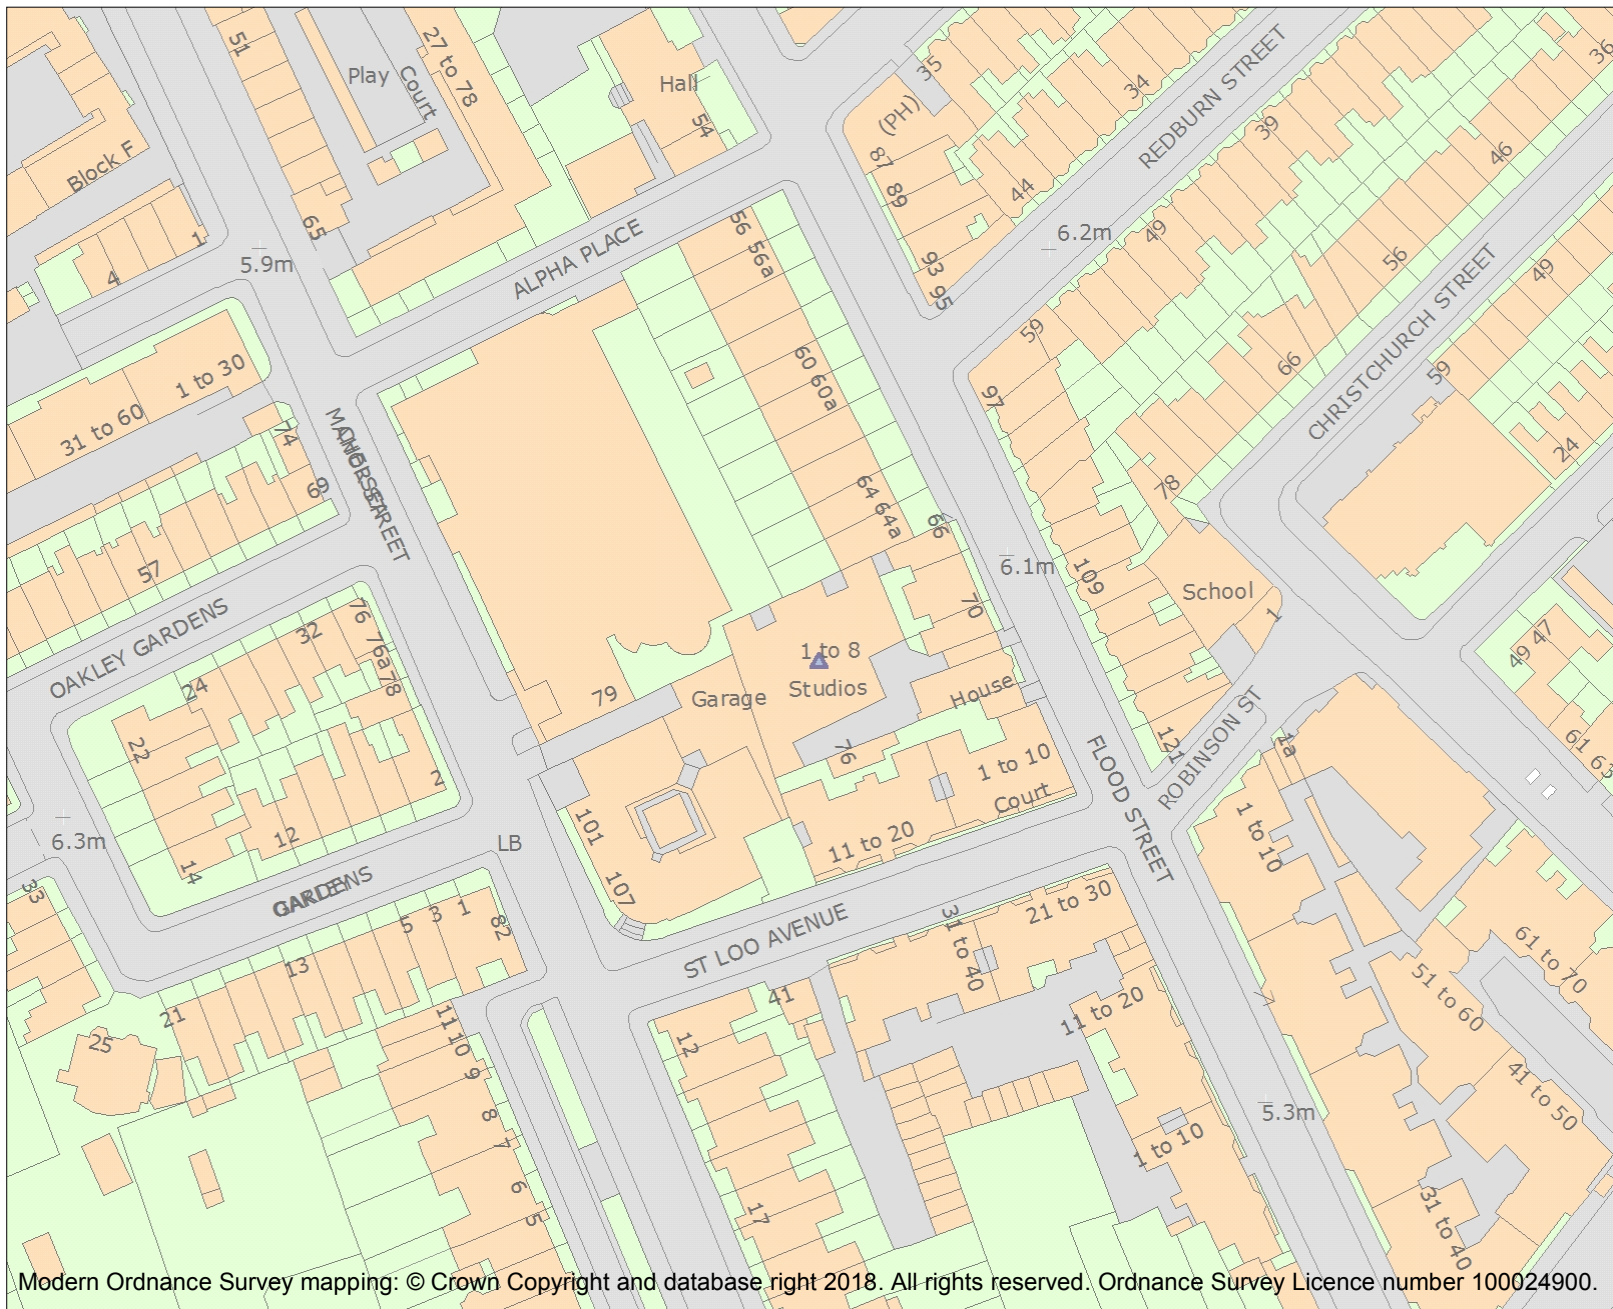 51
Play
Court
27 to 78
Hall
54
35
(PH)
34
REDBURN STREET
36
Block F
87
89
39
46
44
65
1
4
5.9m
ALPHA PLACE
56
56a
93
95
6.2m
49
56
49
CHRISTCHURCH STREET
59
66
59
1 to 30
31 to 60
60
60a
97
74
69
24
78
64
64a
66
6.1m
109
57
School
1
OAKLEY GARDENS
32
76
76a
78
24
70
1 to 8
Studios
Garage
79
House
49
47
22
76
1 to 10
Court
FLOOD STREET
121
ROBINSON ST
1a
61
63
2
12
14
6.3m
LB
101
107
11 to 20
1 to 10
33
GARDENS
5
3
1
82
13
21
25
ST LOO AVENUE
31 to 40
21 to 30
61 to 70
51 to 60
41
11
10
9
8
7
6
5
12
17
11 to 20
1 to 10
5.3m
41 to 50
31 to 40
Modern Ordnance Survey mapping: © Crown Copyright and database right 2018. All rights reserved. Ordnance Survey Licence number 100024900.